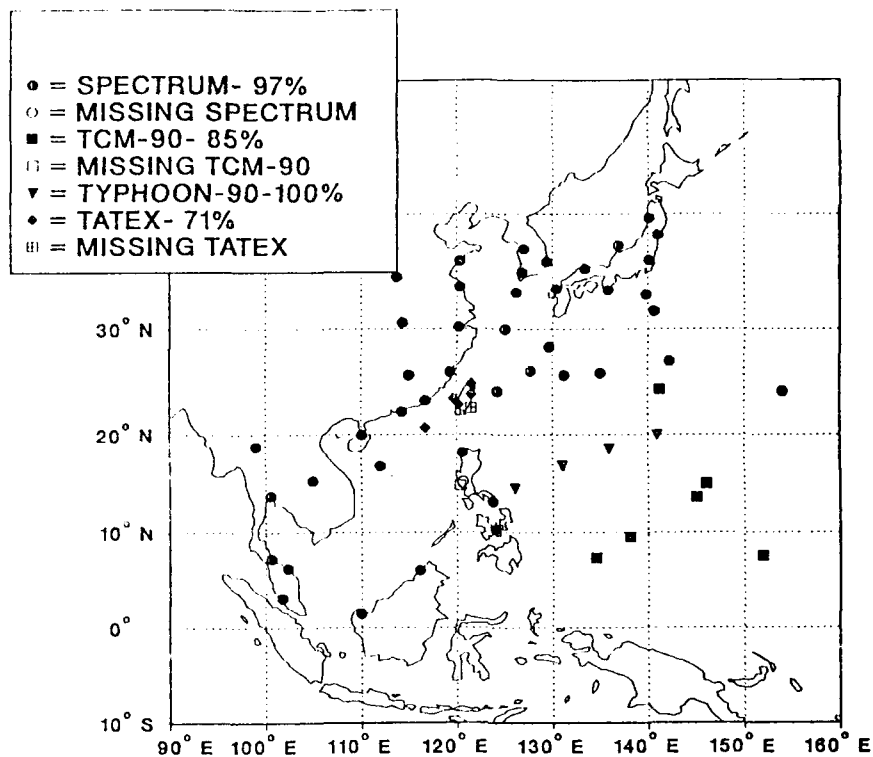 ● = SPECTRUM- 97%
○ = MISSING SPECTRUM
■ = TCM-90- 85%
□ = MISSING TCM-90
▼ = TYPHOON-90-100%
◆ = TATEX- 71%
⊞ = MISSING TATEX
30° N
20° N
10° N
0°
10° S
90° E 100° E 110° E 120° E 130° E 140° E 150° E 160° E